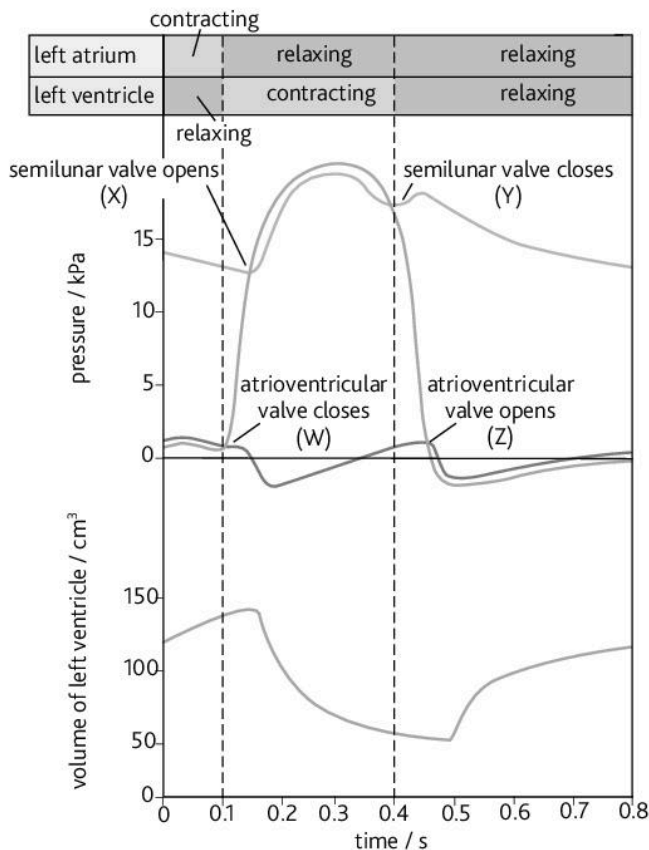 contracting
left atrium relaxing relaxing
left ventricle contracting relaxing
relaxing
semilunar valve opens
(X)
semilunar valve closes
(Y)
15
10
5
0
pressure / kPa
atrioventricular
valve closes
(W)
atrioventricular
valve opens
(Z)
150
100
50
0
volume of left ventricle / cm³
0 0.1 0.2 0.3 0.4 0.5 0.6 0.7 0.8
time / s